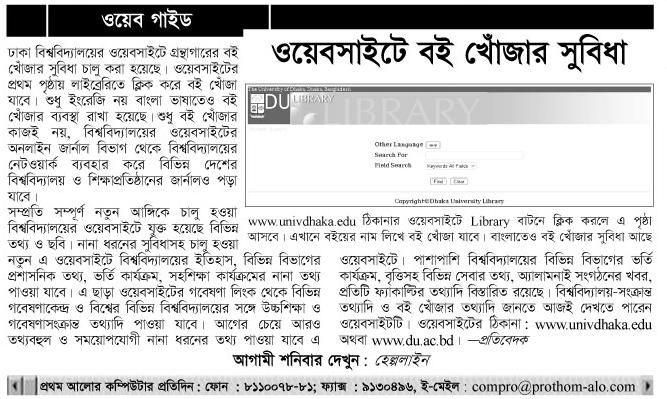 ওয়েব গাইড
ওয়েবসাইটে বই খোঁজার সুবিধা
ঢাকা বিশ্ববিদ্যালয়ের ওয়েবসাইটে গ্রন্থাগারের বই
খোঁজার সুবিধা চালু করা হয়েছে। ওয়েবসাইটের
প্রথম পৃষ্ঠায় লাইব্রেরিতে ক্লিক করে বই খোঁজা
যাবে। শুধু ইংরেজি নয় বাংলা ভাষাতেও বই
খোঁজার ব্যবস্থা রাখা হয়েছে। শুধু বই খোঁজার
কাজই নয়, বিশ্ববিদ্যালয়ের ওয়েবসাইটের
অনলাইন জার্নাল বিভাগ থেকে বিশ্ববিদ্যালয়ের
নেটওয়ার্ক ব্যবহার করে বিভিন্ন দেশের
বিশ্ববিদ্যালয় ও শিক্ষাপ্রতিষ্ঠানের জার্নালও পড়া
যাবে।
সম্প্রতি সম্পূর্ণ নতুন আঙ্গিকে চালু হওয়া
বিশ্ববিদ্যালয়ের ওয়েবসাইটে যুক্ত হয়েছে বিভিন্ন
তথ্য ও ছবি। নানা ধরনের সুবিধাসহ চালু হওয়া
নতুন এ ওয়েবসাইটে বিশ্ববিদ্যালয়ের ইতিহাস, বিভিন্ন বিভাগের
প্রশাসনিক তথ্য, ভর্তি কার্যক্রম, সহশিক্ষা কার্যক্রমের নানা তথ্য
পাওয়া যাবে। এ ছাড়া ওয়েবসাইটের গবেষণা লিংক থেকে বিভিন্ন
গবেষণাকেন্দ্র ও বিশ্বের বিভিন্ন বিশ্ববিদ্যালয়ের সঙ্গে উচ্চশিক্ষা ও
গবেষণাসংক্রান্ত তথ্যাদি পাওয়া যাবে। আগের চেয়ে আরও
তথ্যবহুল ও সময়োপযোগী নানা ধরনের তথ্য পাওয়া যাবে এ
The University of Dhaka, Dhaka, Bangladesh
DU LIBRARY
LIBRARY
Other Language
Search For
Field Search Keywords All Fields
Find Clear
Copyright©Dhaka University Library
www.univdhaka.edu ঠিকানার ওয়েবসাইটে Library বাটনে ক্লিক করলে এ পৃষ্ঠা
আসবে। এখানে বইয়ের নাম লিখে বই খোঁজা যাবে। বাংলাতেও বই খোঁজার সুবিধা আছে
ওয়েবসাইটে। পাশাপাশি বিশ্ববিদ্যালয়ের বিভিন্ন বিভাগের ভর্তি
কার্যক্রম, বৃত্তিসহ বিভিন্ন সেবার তথ্য, অ্যালামনাই সংগঠনের খবর,
প্রতিটি ফ্যাকাল্টির তথ্যাদি বিস্তারিত রয়েছে। বিশ্ববিদ্যালয়-সংক্রান্ত
তথ্যাদি ও বই খোঁজার তথ্যাদি জানতে আজই দেখতে পারেন
ওয়েবসাইটটি। ওয়েবসাইটের ঠিকানা : www.univdhaka.edu
অথবা www.du.ac.bd। —প্রতিবেদক
আগামী শনিবার দেখুন : হেল্পলাইন
প্রথম আলোর কম্পিউটার প্রতিদিন : ফোন : ৮১১০০৭৮-৮১; ফ্যাক্স : ৯১৩০৪৯৬, ই-মেইল : compro@prothom-alo.com